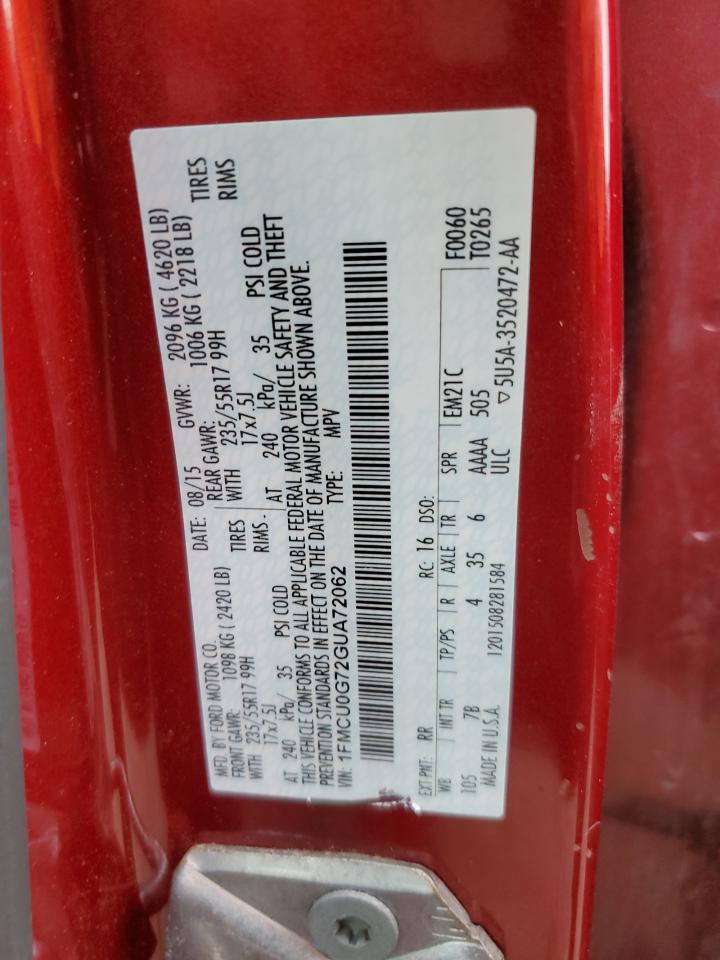 MFD. BY FORD MOTOR CO. DATE: 08/15 GVWR: 2096 KG ( 4620 LB)
FRONT GAWR: 1098 KG ( 2420 LB) REAR GAWR: 1006 KG ( 2218 LB)
WITH 235/55R17 99H TIRES WITH 235/55R17 99H TIRES
17x7.5J RIMS 17x7.5J RIMS
AT 240 kPa/ 35 PSI COLD AT 240 kPa/ 35 PSI COLD
THIS VEHICLE CONFORMS TO ALL APPLICABLE FEDERAL MOTOR VEHICLE SAFETY AND THEFT
PREVENTION STANDARDS IN EFFECT ON THE DATE OF MANUFACTURE SHOWN ABOVE.
VIN: 1FMCU0G72GUA72062 TYPE: MPV
EXT PNT: RR RC: 16 DSO: F0060
WB INT TR TP/PS R AXLE TR SPR EM21C T0265
105 7B 4 35 6 AAAA 505
MADE IN U.S.A. 1201508281584 ULC ▽5U5A-3520472-AA